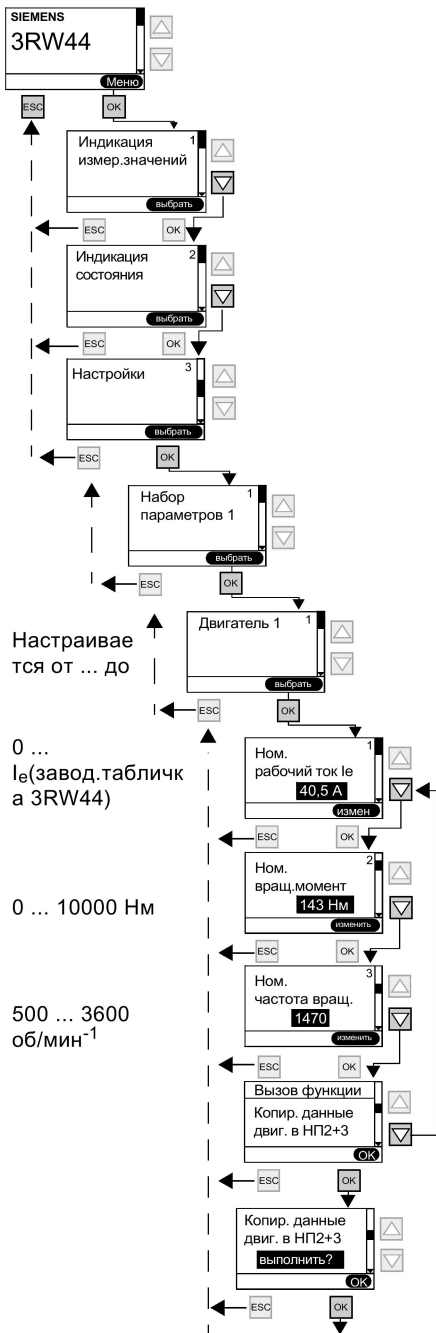 SIEMENS
3RW44
Меню
ESC
OK
Индикация
измер.значений
1
выбрать
ESC
OK
Индикация
состояния
2
выбрать
ESC
OK
Настройки
3
выбрать
ESC
OK
Набор
параметров 1
1
выбрать
ESC
OK
Настраивае
тся от ... до
Двигатель 1
1
выбрать
ESC
OK
0 ...
Ie(завод.табличк
а 3RW44)
Ном.
рабочий ток Ie
1
40,5 А
измен
ESC
OK
0 ... 10000 Нм
Ном.
вращ.момент
2
143 Нм
изменить
ESC
OK
500 ... 3600
об/мин-1
Ном.
частота вращ.
3
1470
изменить
ESC
OK
Вызов функции
Копир. данные
двиг. в НП2+3
OK
ESC
OK
Копир. данные
двиг. в НП2+3
выполнить?
OK
ESC
OK